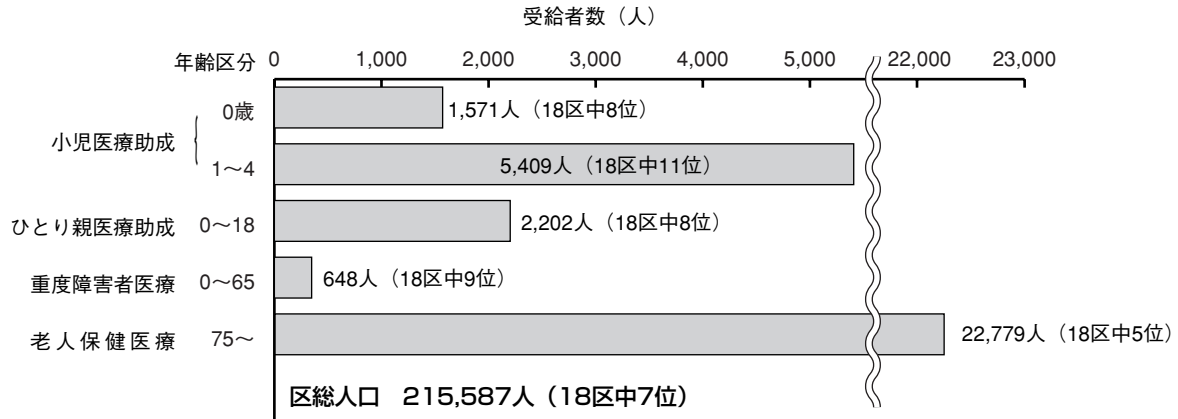 受給者数（人）
年齢区分 0 1,000 2,000 3,000 4,000 5,000 22,000 23,000
小児医療助成 0歳 1,571人（18区中8位）
1～4 5,409人（18区中11位）
ひとり親医療助成 0～18 2,202人（18区中8位）
重度障害者医療 0～65 648人（18区中9位）
老人保健医療 75～ 22,779人（18区中5位）
区総人口 215,587人（18区中7位）